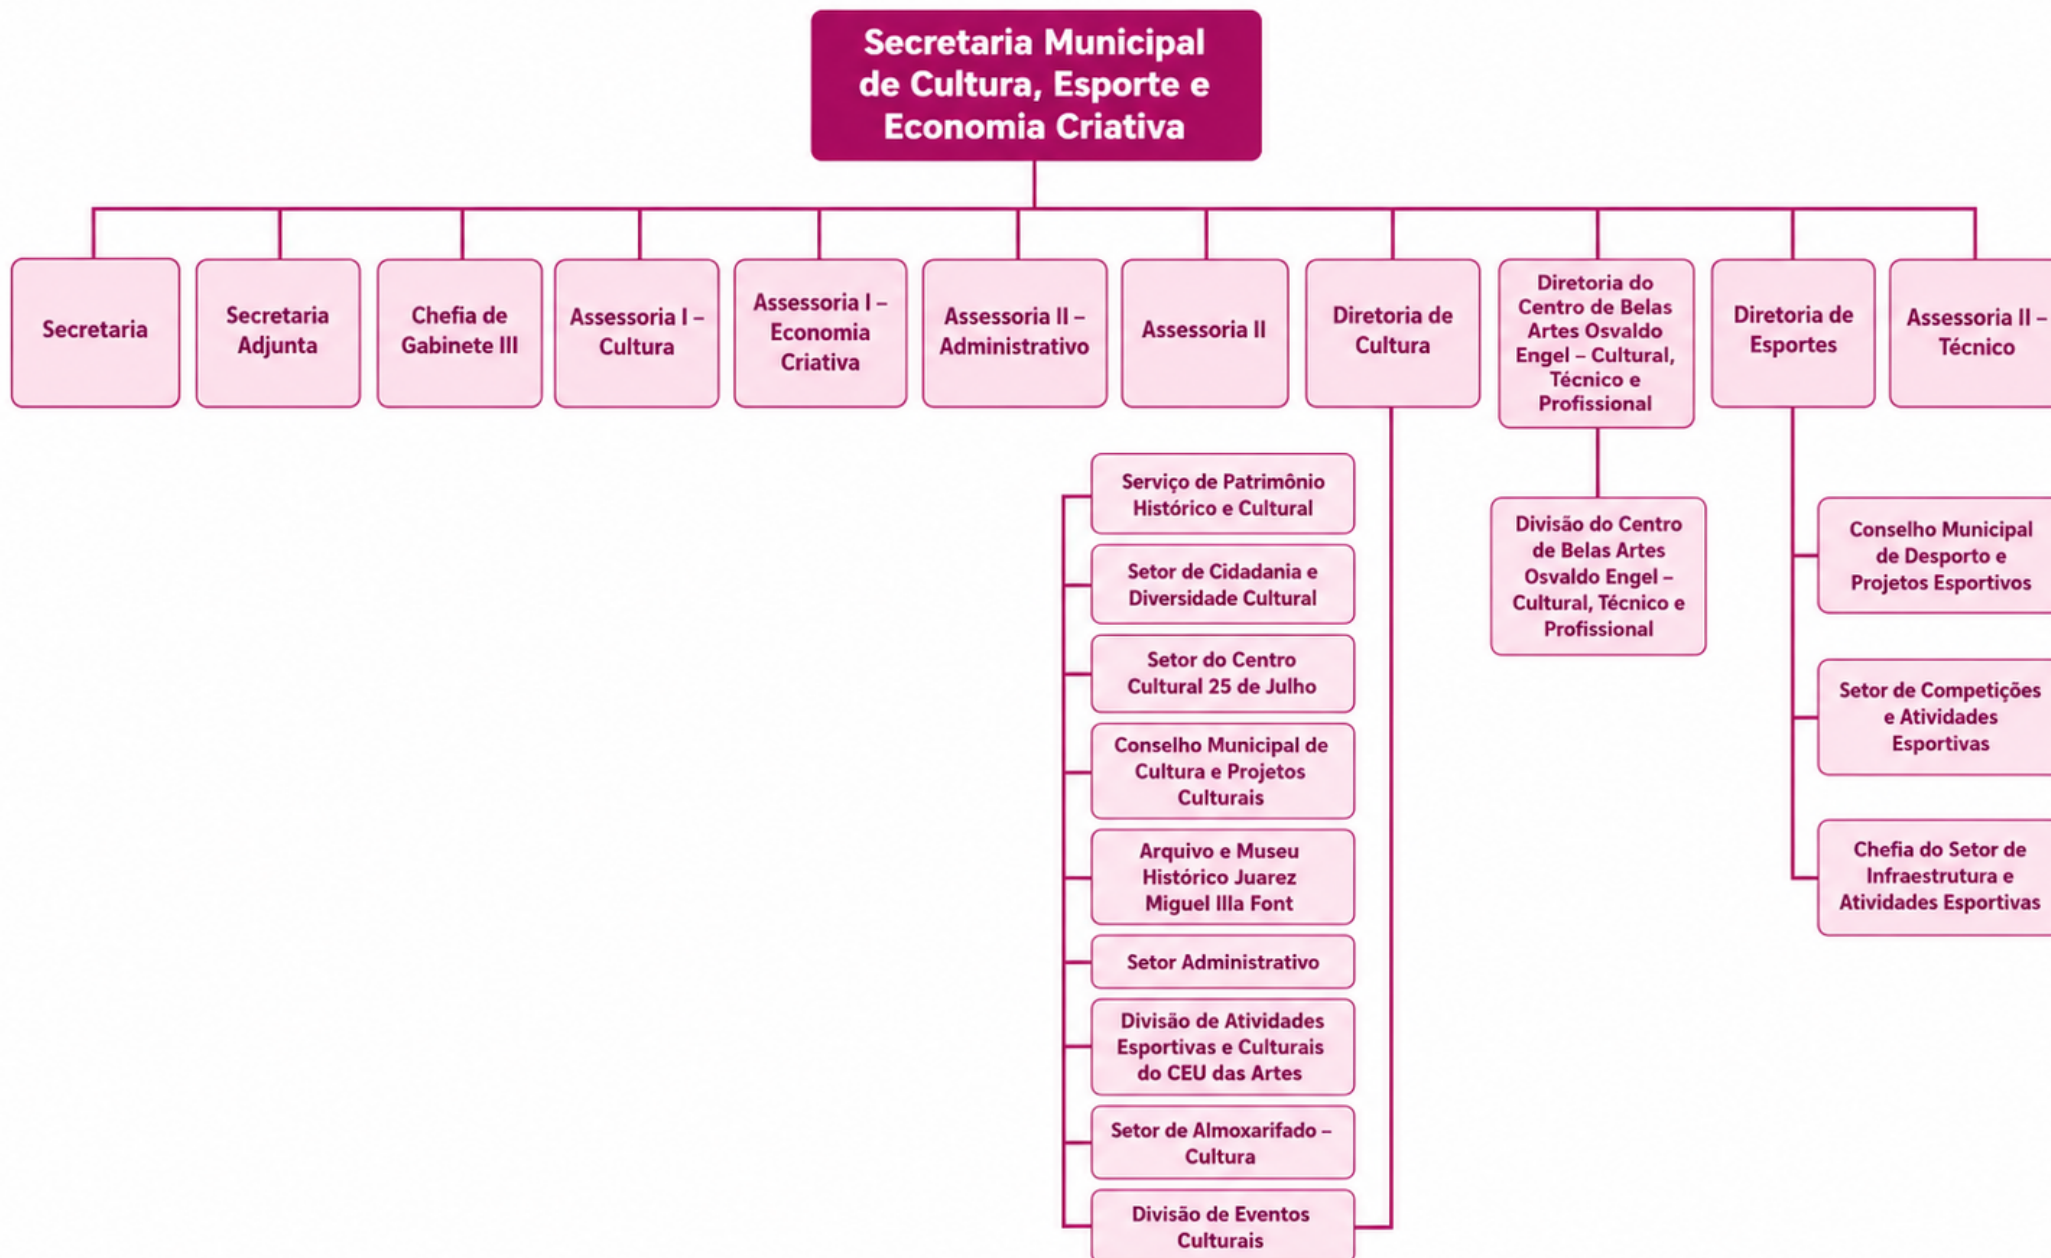 Secretaria Municipal
de Cultura, Esporte e
Economia Criativa
Secretaria
Secretaria
Adjunta
Chefia de
Gabinete III
Assessoria I –
Cultura
Assessoria I –
Economia
Criativa
Assessoria II –
Administrativo
Assessoria II
Diretoria de
Cultura
Diretoria do
Centro de Belas
Artes Osvaldo
Engel – Cultural,
Técnico e
Profissional
Diretoria de
Esportes
Assessoria II –
Técnico
Serviço de Patrimônio
Histórico e Cultural
Setor de Cidadania e
Diversidade Cultural
Setor do Centro
Cultural 25 de Julho
Conselho Municipal de
Cultura e Projetos
Culturais
Arquivo e Museu
Histórico Juarez
Miguel Illa Font
Setor Administrativo
Divisão de Atividades
Esportivas e Culturais
do CEU das Artes
Setor de Almoxarifado –
Cultura
Divisão de Eventos
Culturais
Divisão do Centro
de Belas Artes
Osvaldo Engel –
Cultural, Técnico e
Profissional
Conselho Municipal
de Desporto e
Projetos Esportivos
Setor de Competições
e Atividades
Esportivas
Chefia do Setor de
Infraestrutura e
Atividades Esportivas